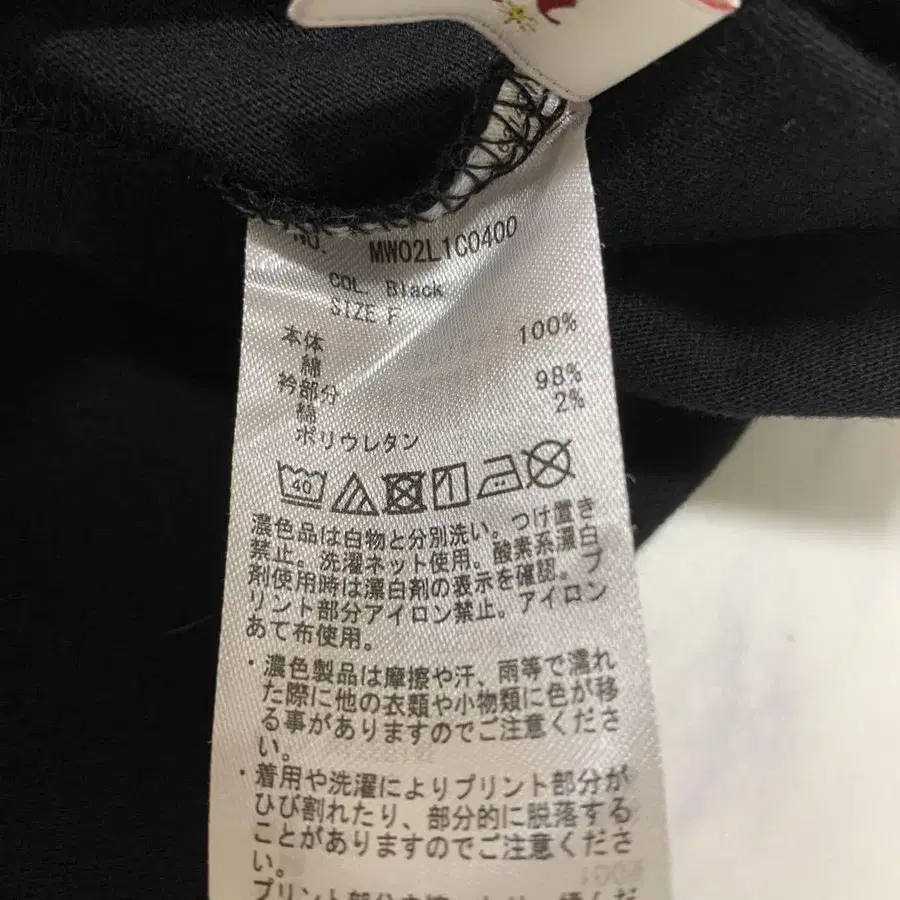 NO. MW02L1C0400
COL. Black
SIZE F
本体
綿 100%
衿部分
綿 98%
ポリウレタン 2%
40
濃色品は白物と分別洗い。つけ置き
禁止。洗濯ネット使用。酸素系漂白
剤使用時は漂白剤の表示を確認。プ
リント部分アイロン禁止。アイロン
あて布使用。
・濃色製品は摩擦や汗、雨等で濡れ
た際に他の衣類や小物類に色が移
る事がありますのでご注意くださ
い。
・着用や洗濯によりプリント部分が
ひび割れたり、部分的に脱落する
ことがありますのでご注意くださ
い。
プリント部分